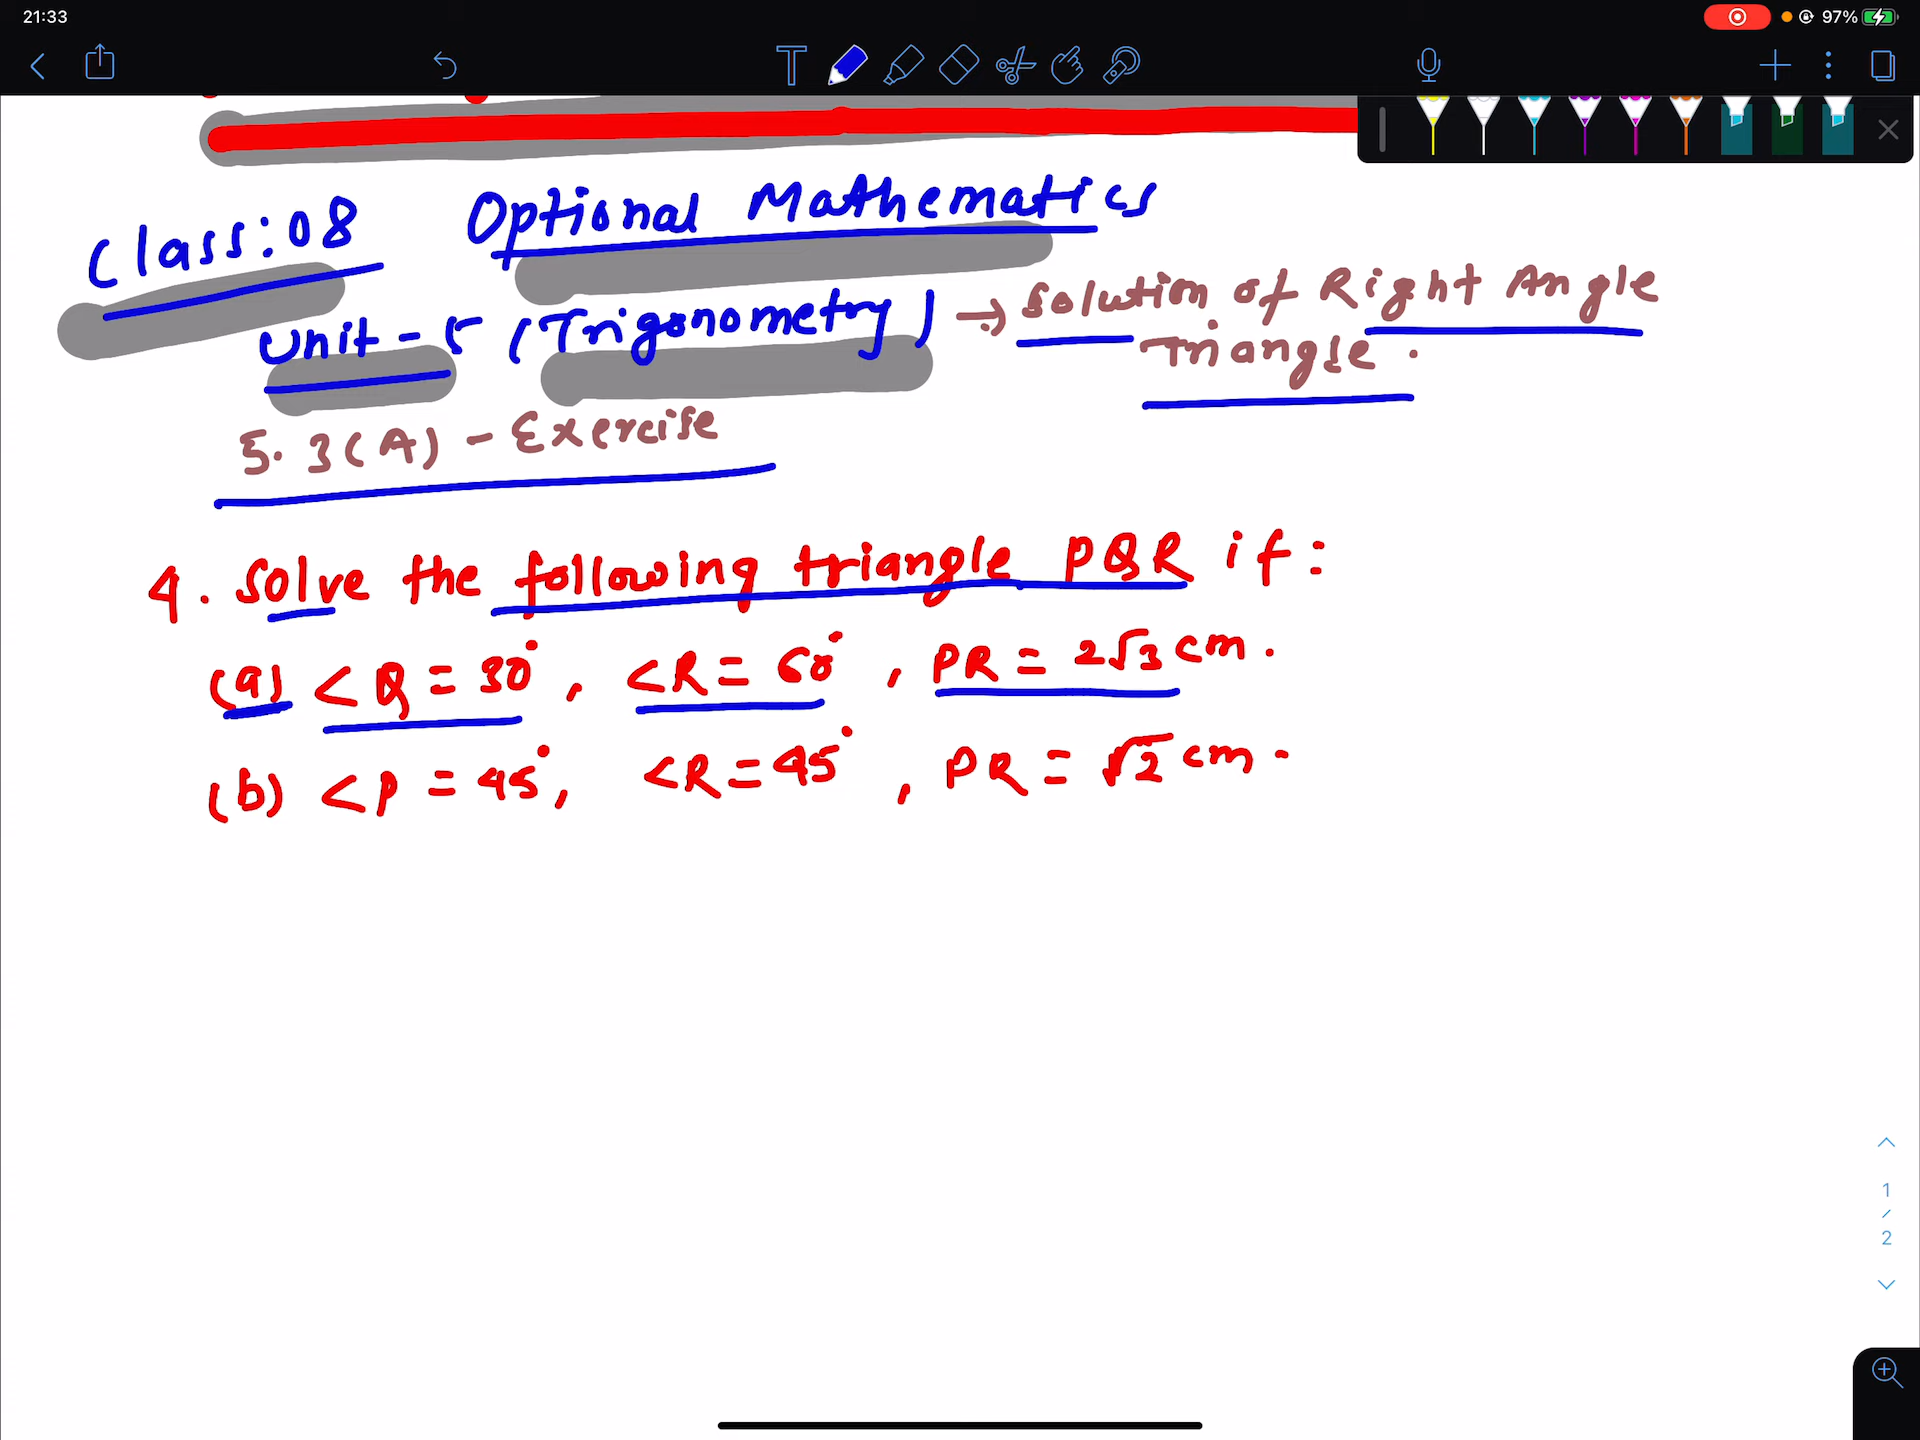 21:33
97%
Class:08 Optional Mathematics
Unit-5 (Trigonometry) → Solution of Right Angle
Triangle.
5.3(A) - Exercise
4. Solve the following triangle PQR if:
(a) <Q = 30°, <R = 60°, PR = 2√3 cm.
(b) <P = 45°, <R = 45°, PR = √2 cm.
1
/
2